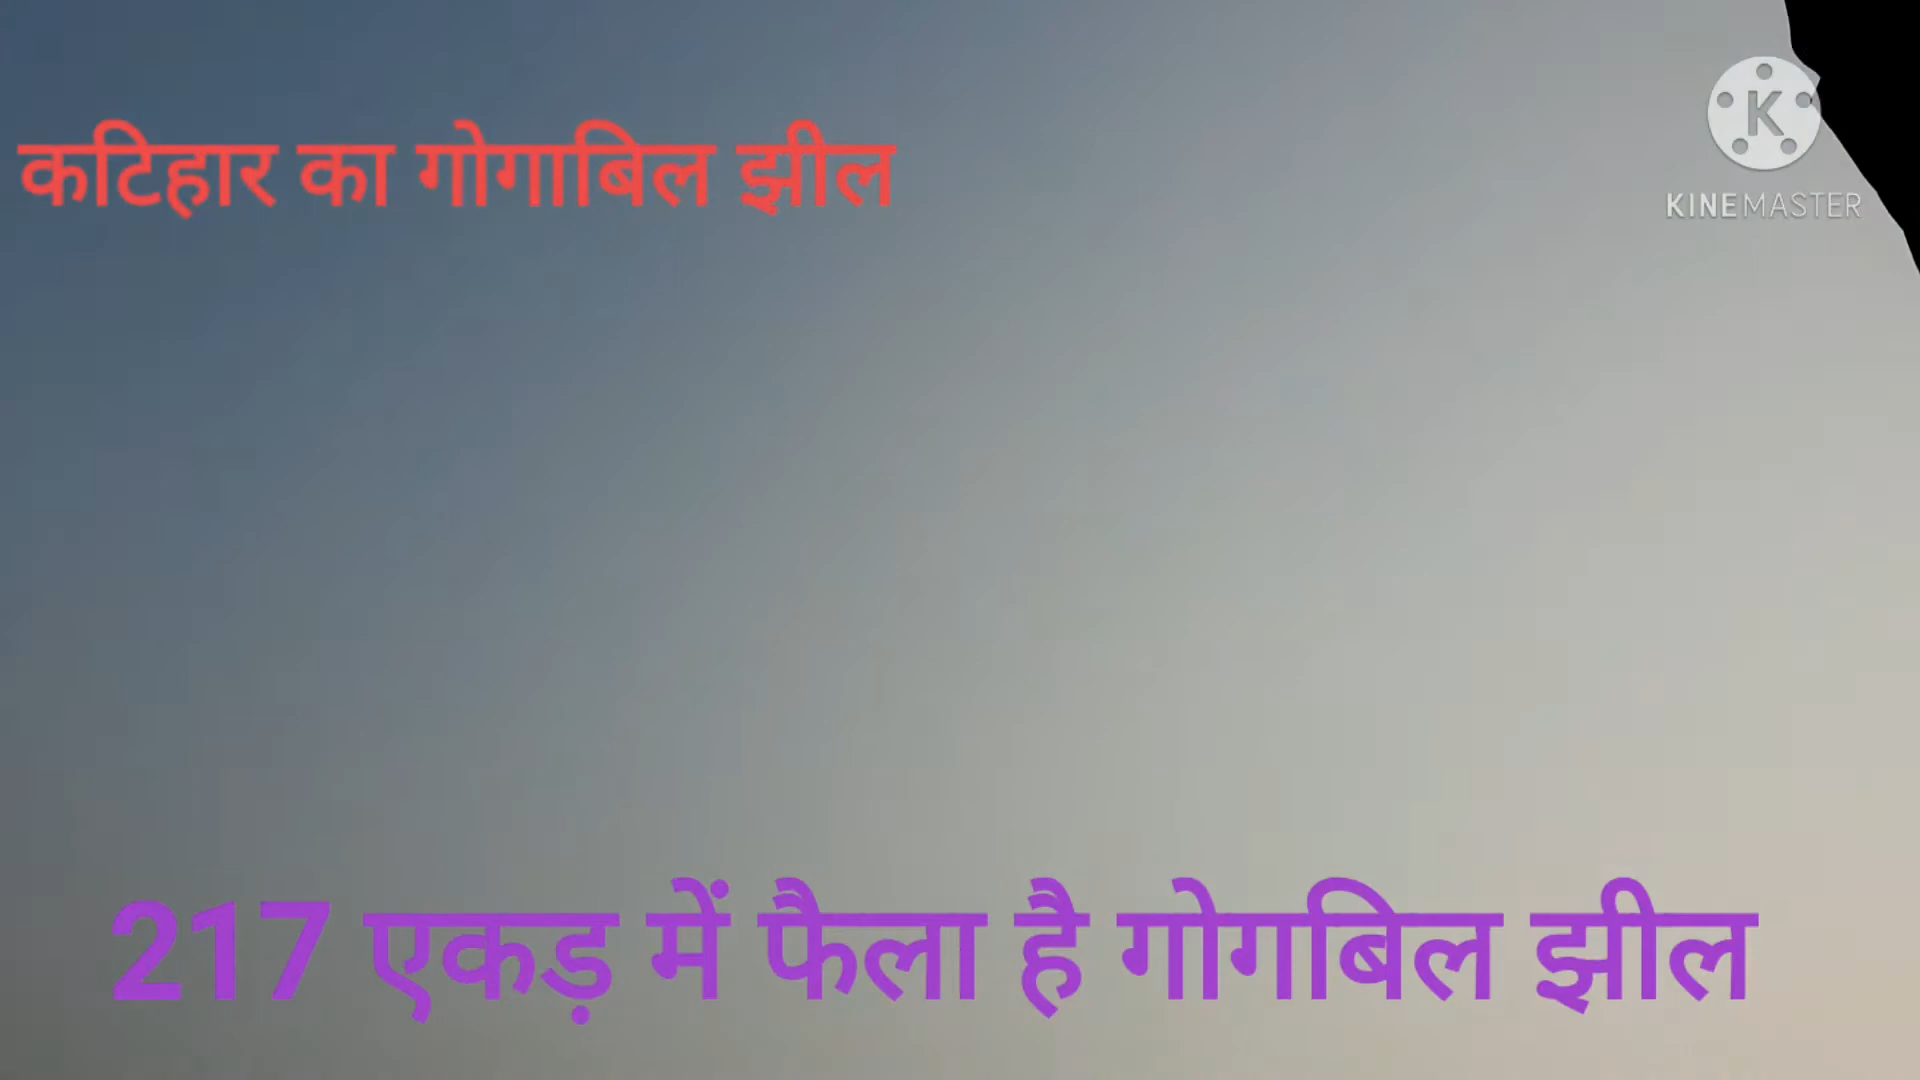 कटिहार का गोगाबिल झील
K
KINEMASTER
217 एकड़ में फैला है गोगबिल झील